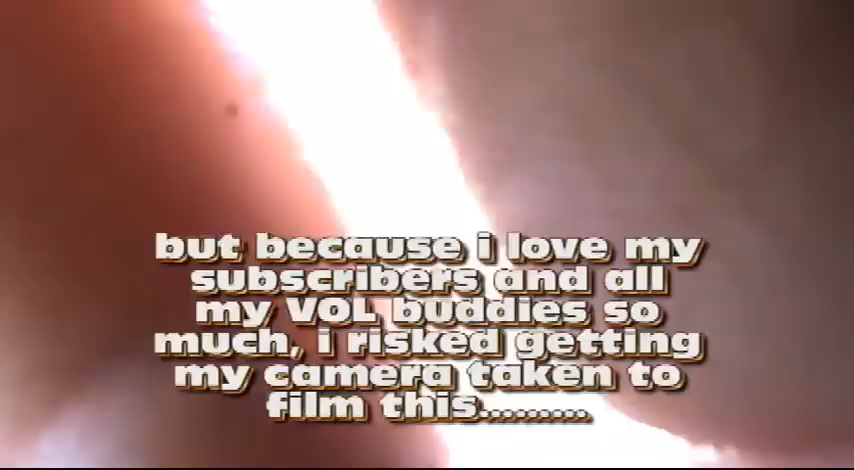 but because i love my
subscribers and all
my VOL buddies so
much, i risked getting
my camera taken to
film this.........